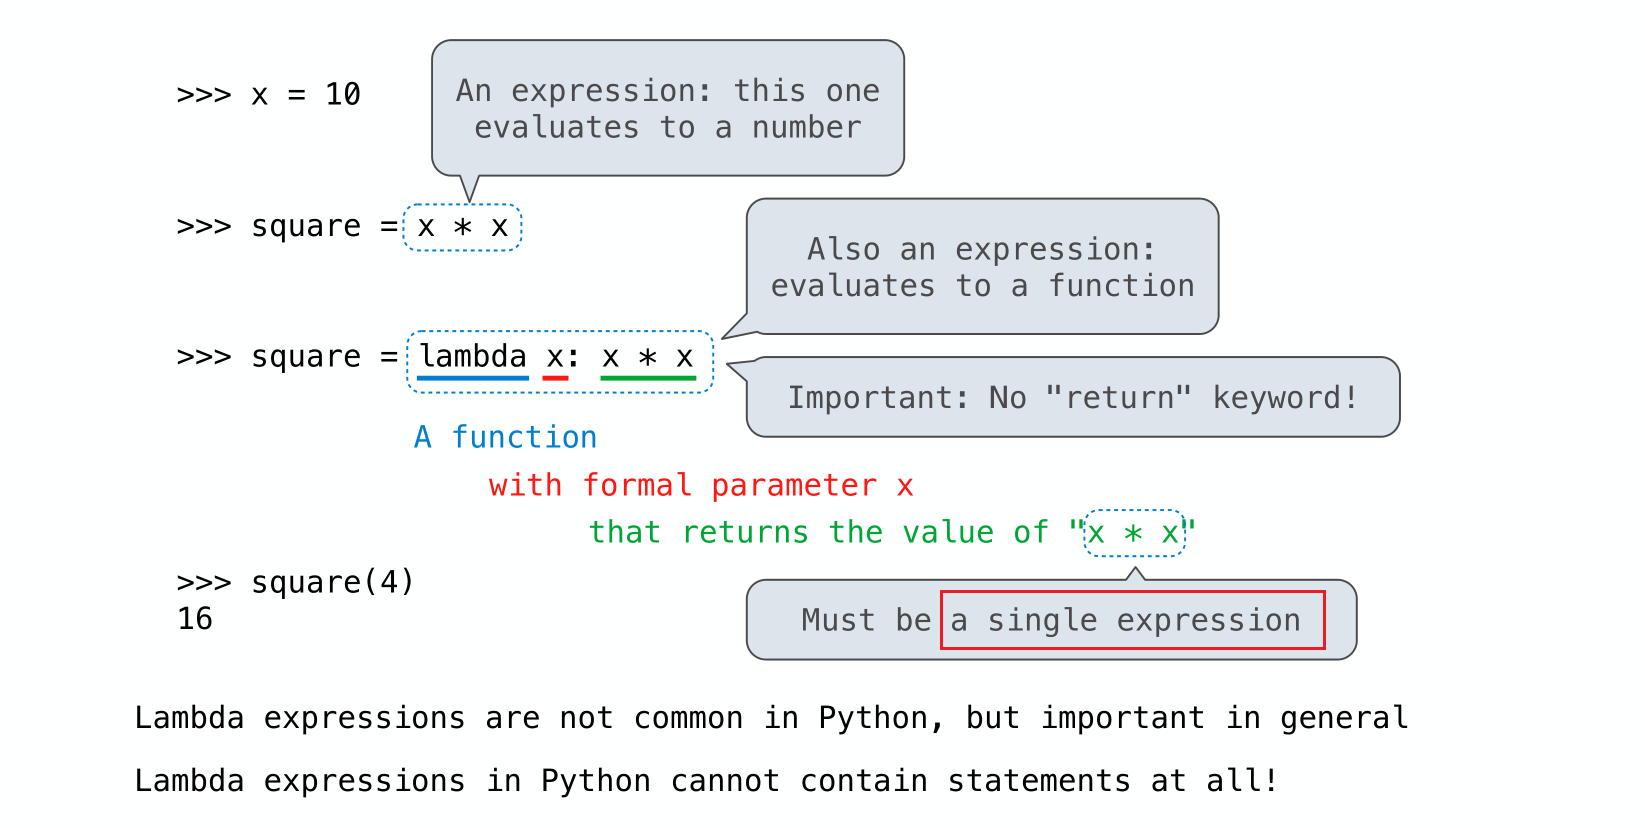 >>> x = 10
An expression: this one
evaluates to a number
>>> square = x * x
Also an expression:
evaluates to a function
>>> square = lambda x: x * x
Important: No "return" keyword!
A function
with formal parameter x
that returns the value of "x * x"
>>> square(4)
16
Must be a single expression
Lambda expressions are not common in Python, but important in general
Lambda expressions in Python cannot contain statements at all!